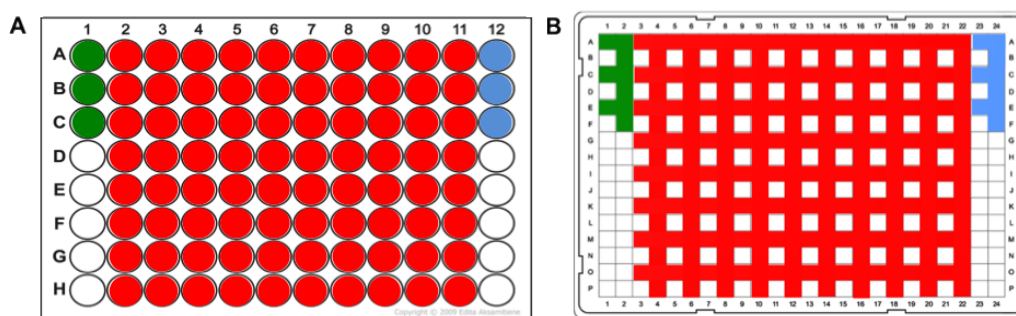 A
1 2 3 4 5 6 7 8 9 10 11 12
A
B
C
D
E
F
G
H
Copyright © 2009 Edita Aksamitiene
B
1 2 3 4 5 6 7 8 9 10 11 12 13 14 15 16 17 18 19 20 21 22 23 24
A A
B B
C C
D D
E E
F F
G G
H H
I I
J J
K K
L L
M M
N N
O O
P P
1 2 3 4 5 6 7 8 9 10 11 12 13 14 15 16 17 18 19 20 21 22 23 24